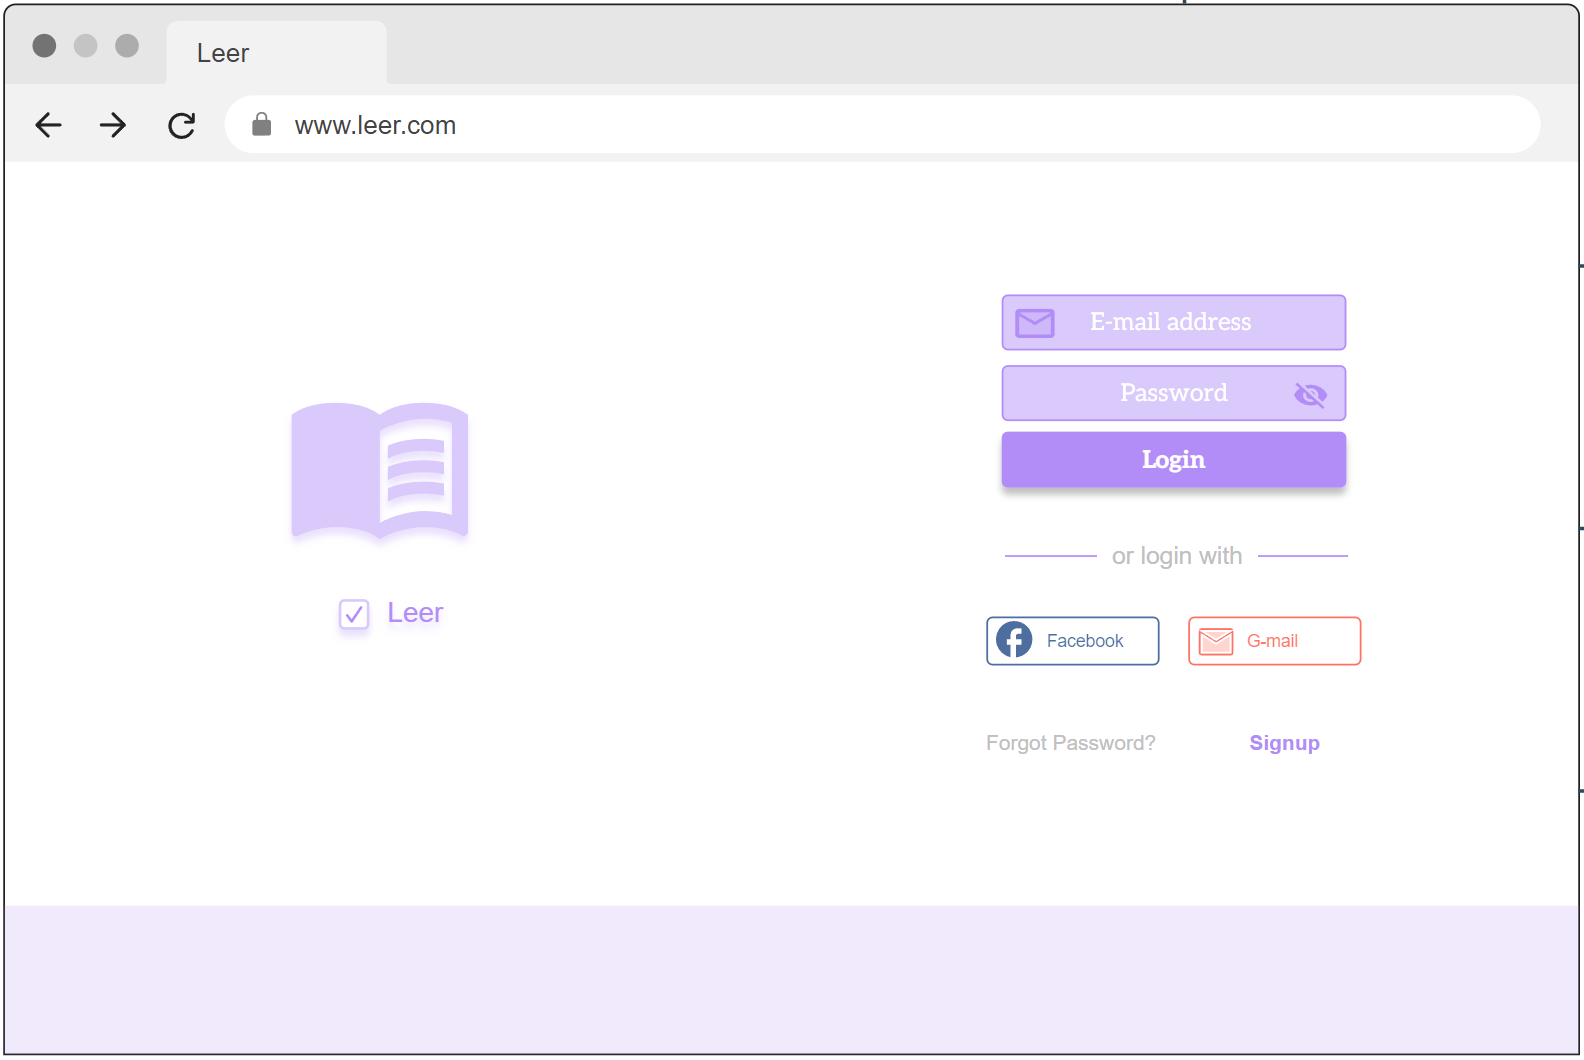 Leer
www.leer.com
E-mail address
Password
Login
Leer
or login with
Facebook
G-mail
Forgot Password?
Signup